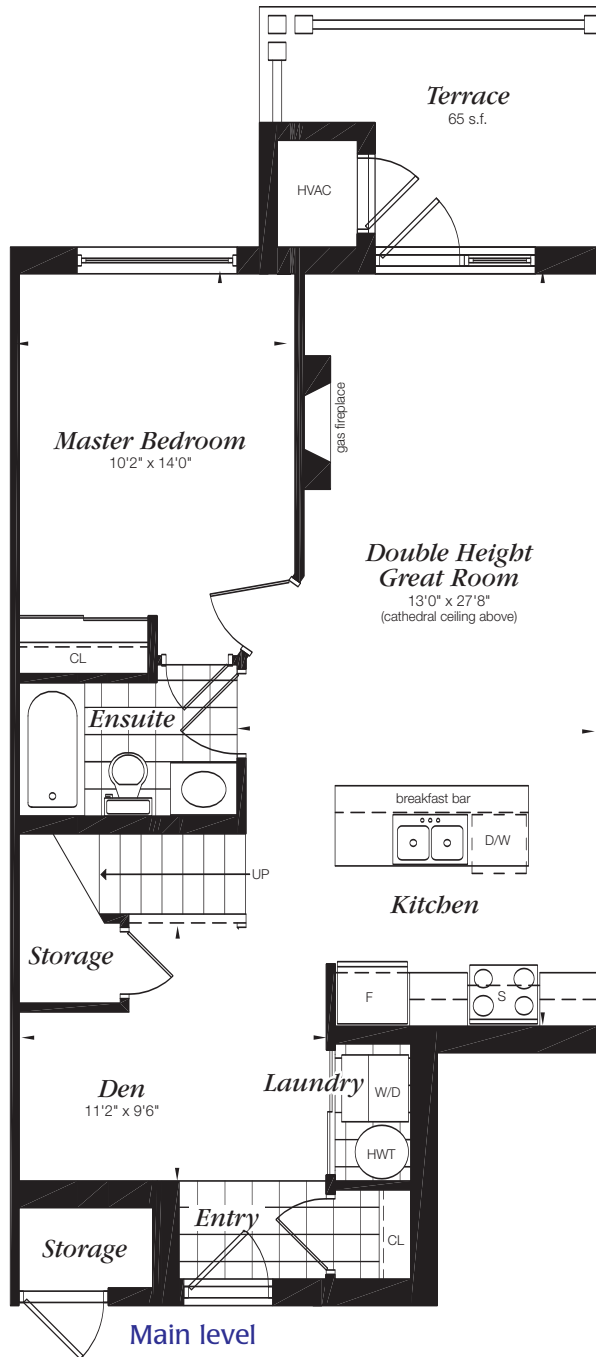 Terrace
65 s.f.
HVAC
gas fireplace
Master Bedroom
10'2" x 14'0"
Double Height
Great Room
13'0" x 27'8"
(cathedral ceiling above)
CL
Ensuite
breakfast bar
D/W
UP
Kitchen
Storage
F
S
Den
11'2" x 9'6"
Laundry
W/D
HWT
Entry
CL
Storage
Main level